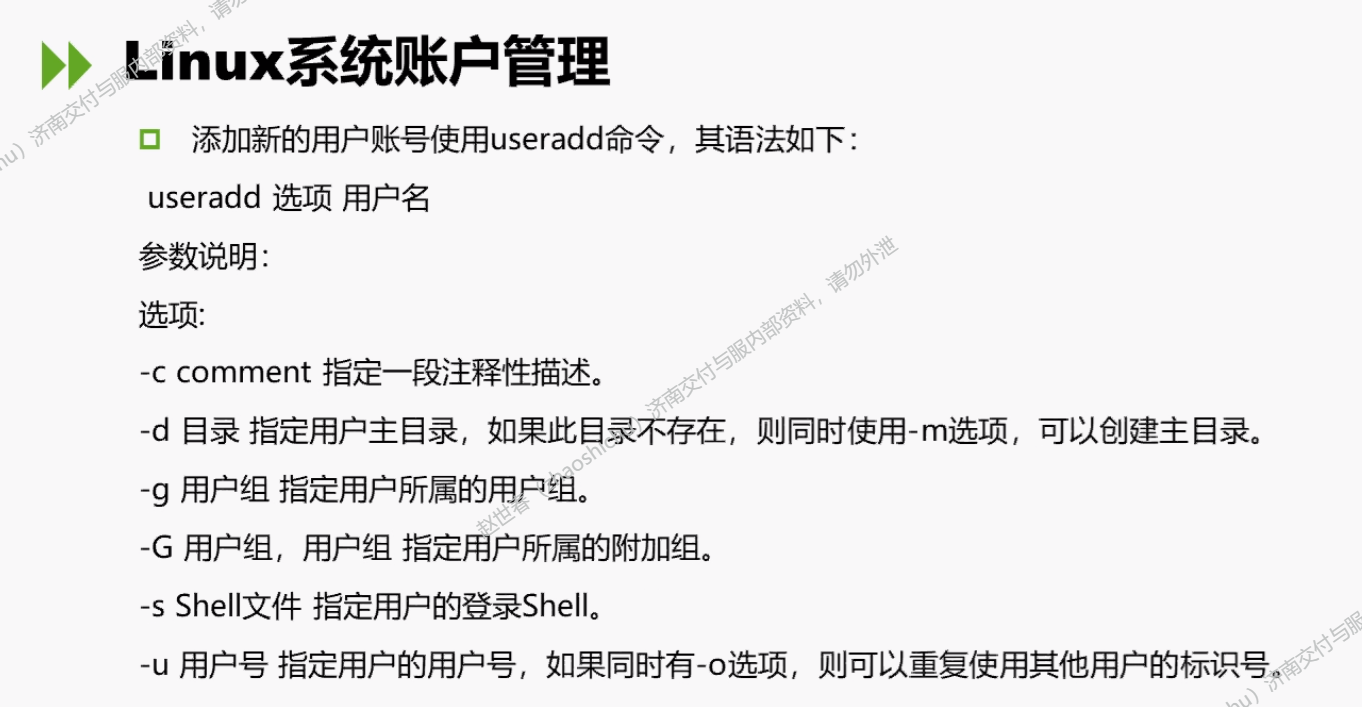 Linux系统账户管理
添加新的用户账号使用useradd命令，其语法如下：
useradd 选项 用户名
参数说明：
选项:
-c comment 指定一段注释性描述。
-d 目录 指定用户主目录，如果此目录不存在，则同时使用-m选项，可以创建主目录。
-g 用户组 指定用户所属的用户组。
-G 用户组，用户组 指定用户所属的附加组。
-s Shell文件 指定用户的登录Shell。
-u 用户号 指定用户的用户号，如果同时有-o选项，则可以重复使用其他用户的标识号。
hu）济南交付与服内部资料，请勿
赵世春（zhaoshichu）济南交付与服内部资料，请勿外泄
hu）济南交付与服